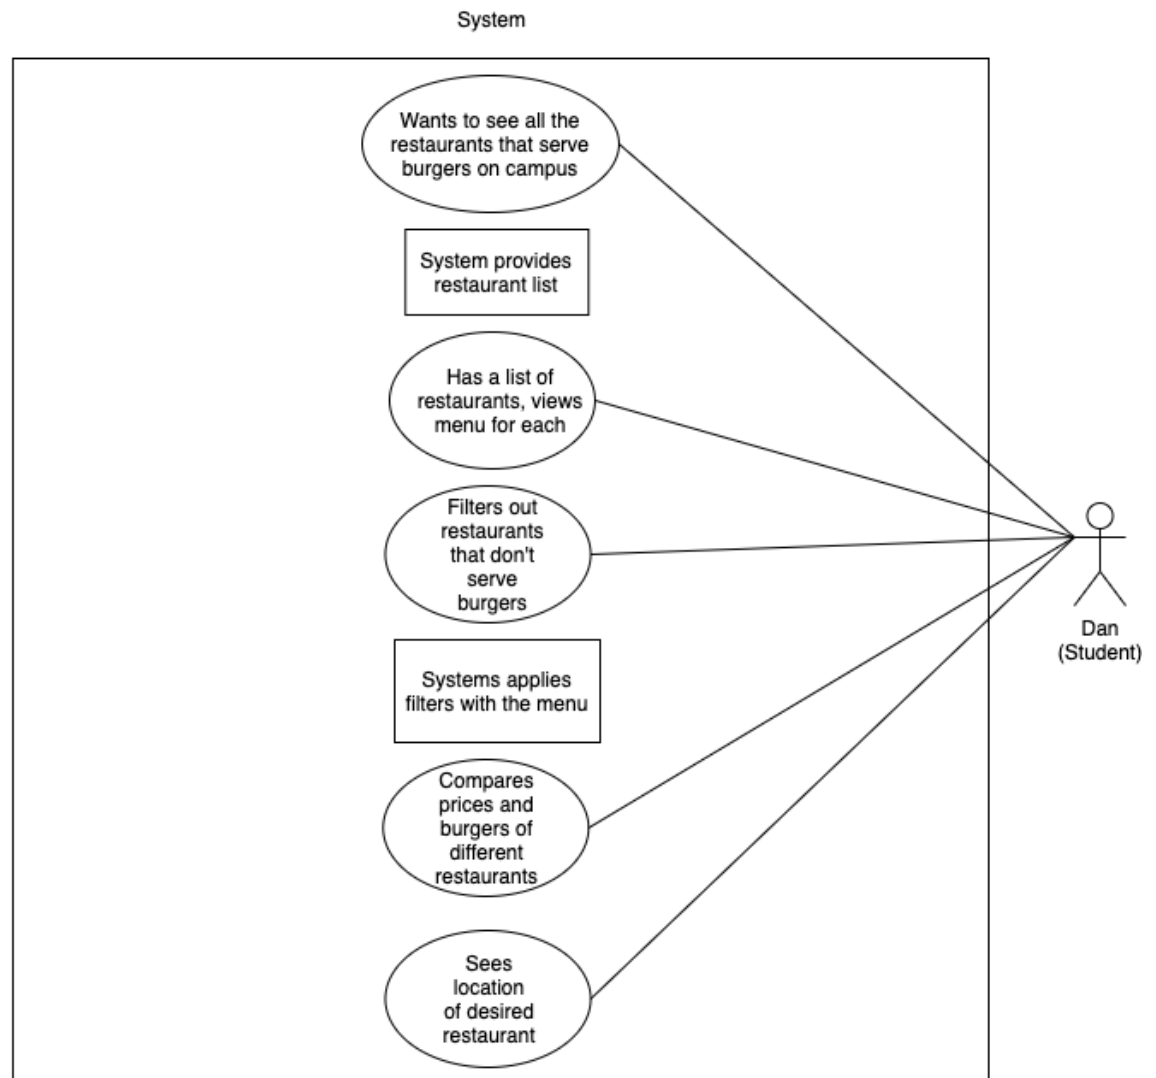 System
Wants to see all the
restaurants that serve
burgers on campus
System provides
restaurant list
Has a list of
restaurants, views
menu for each
Filters out
restaurants
that don't
serve
burgers
Systems applies
filters with the menu
Compares
prices and
burgers of
different
restaurants
Sees
location
of desired
restaurant
Dan
(Student)